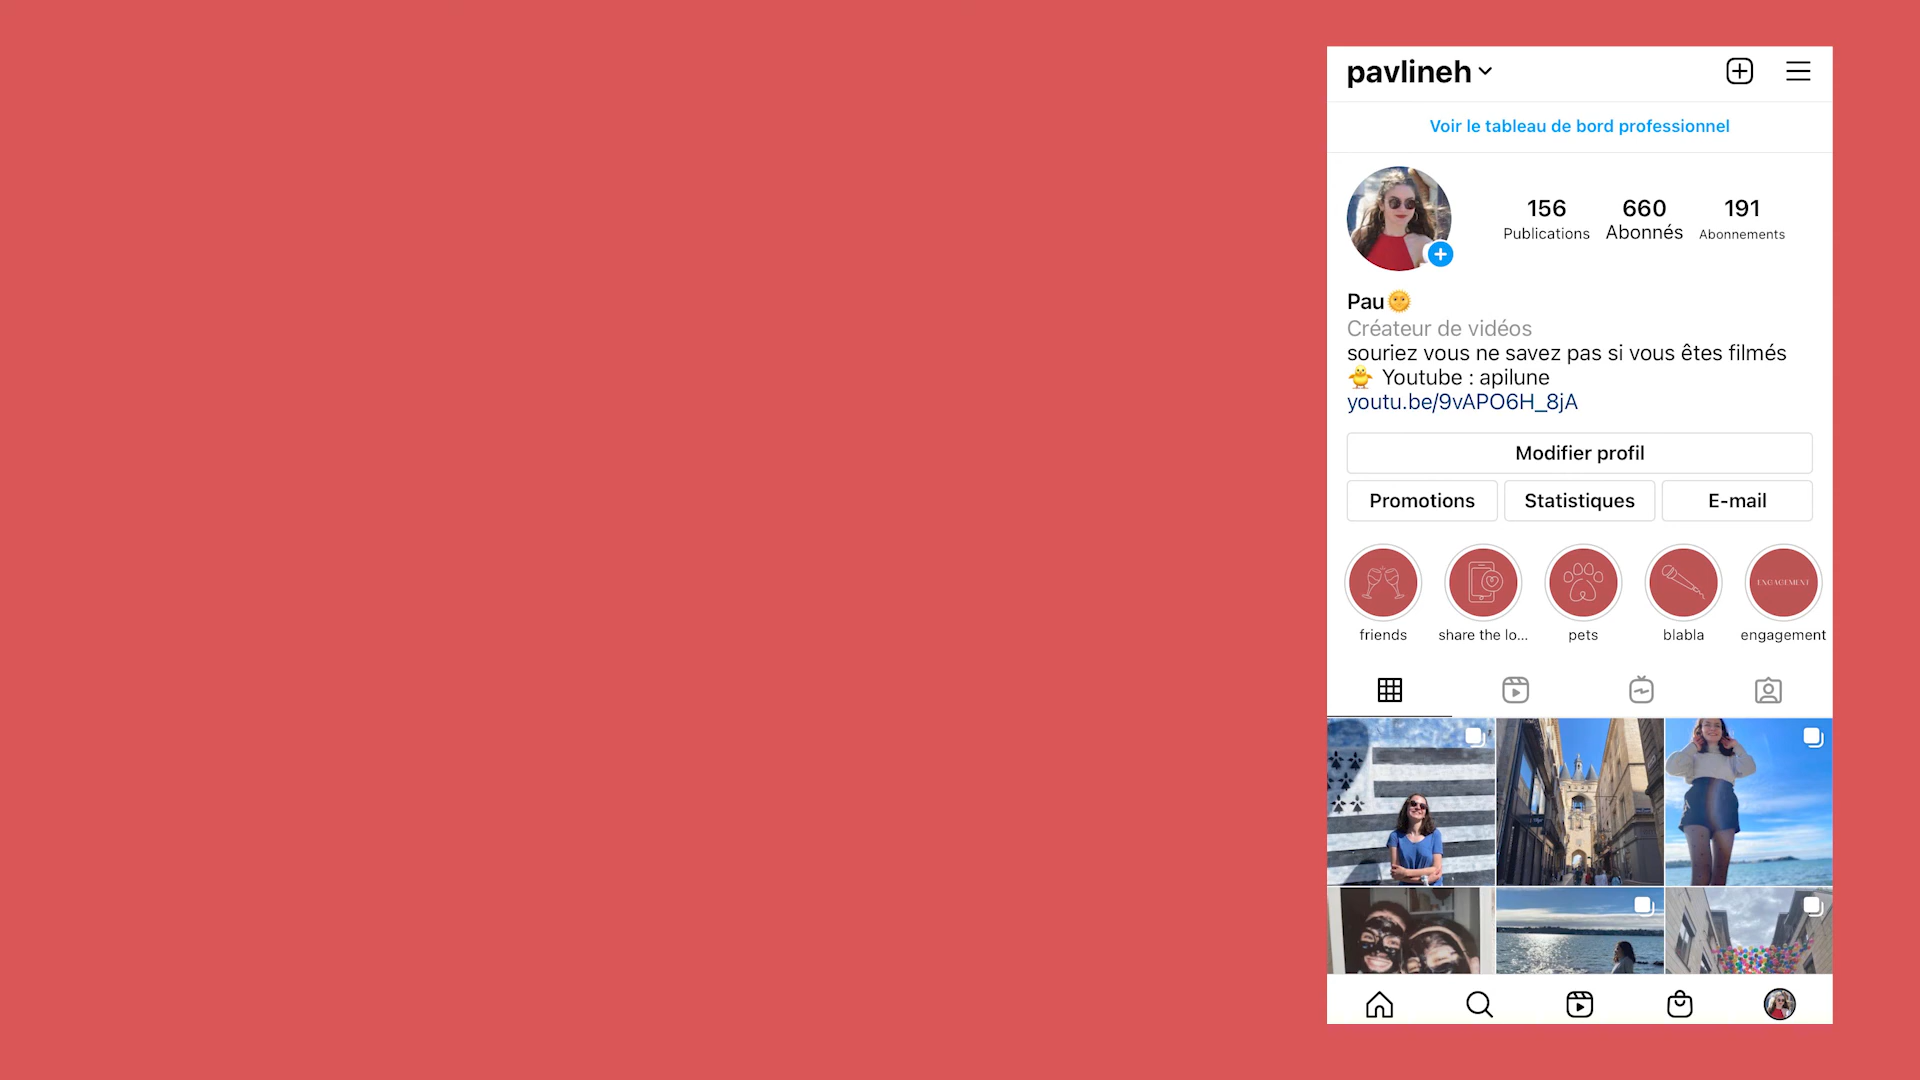 pavlineh
Voir le tableau de bord professionnel
156 660 191
Publications Abonnés Abonnements
Pau🌞
Créateur de vidéos
souriez vous ne savez pas si vous êtes filmés
🐥 Youtube : apilune
youtu.be/9vAPO6H_8jA
Modifier profil
Promotions Statistiques E-mail
ENGAGEMENT
friends share the lo... pets blabla engagement